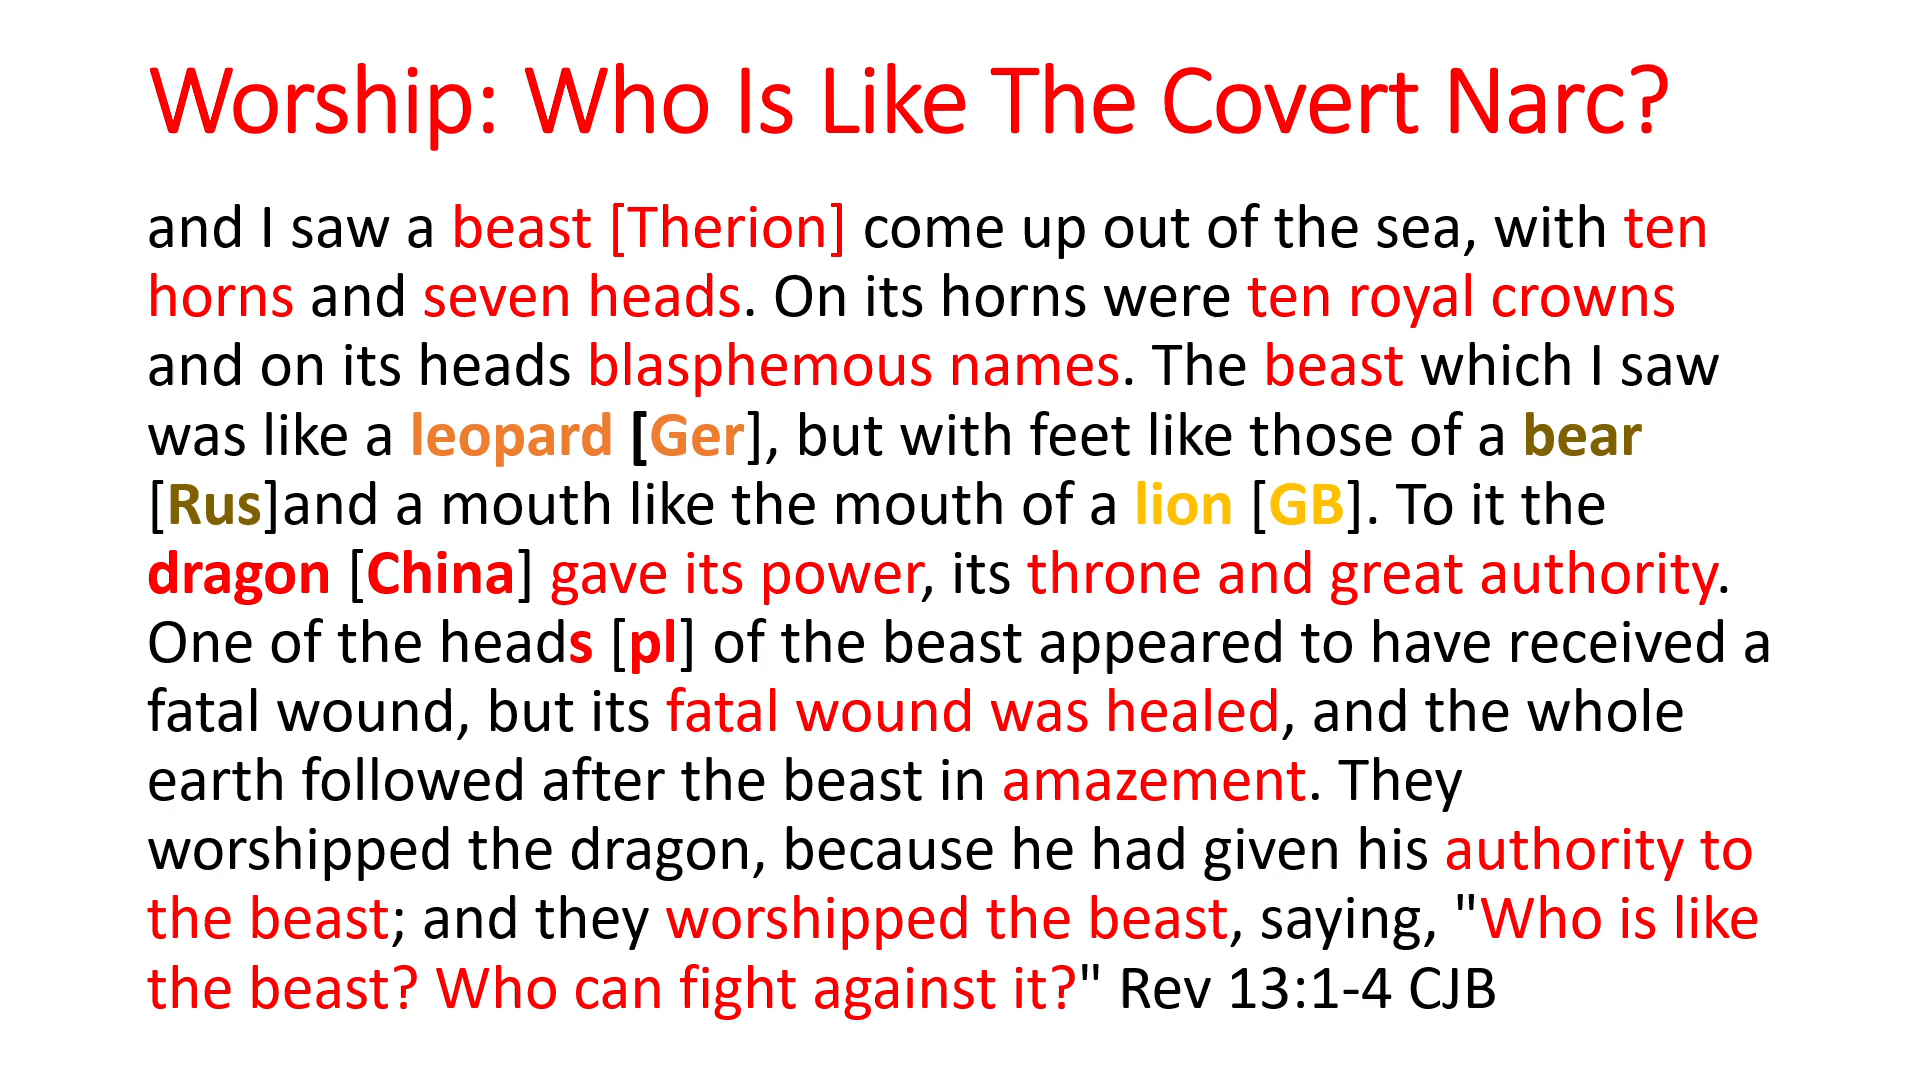 Worship: Who Is Like The Covert Narc?
and I saw a beast [Therion] come up out of the sea, with ten
horns and seven heads. On its horns were ten royal crowns
and on its heads blasphemous names. The beast which I saw
was like a leopard [Ger], but with feet like those of a bear
[Rus]and a mouth like the mouth of a lion [GB]. To it the
dragon [China] gave its power, its throne and great authority.
One of the heads [pl] of the beast appeared to have received a
fatal wound, but its fatal wound was healed, and the whole
earth followed after the beast in amazement. They
worshipped the dragon, because he had given his authority to
the beast; and they worshipped the beast, saying, "Who is like
the beast? Who can fight against it?" Rev 13:1-4 CJB